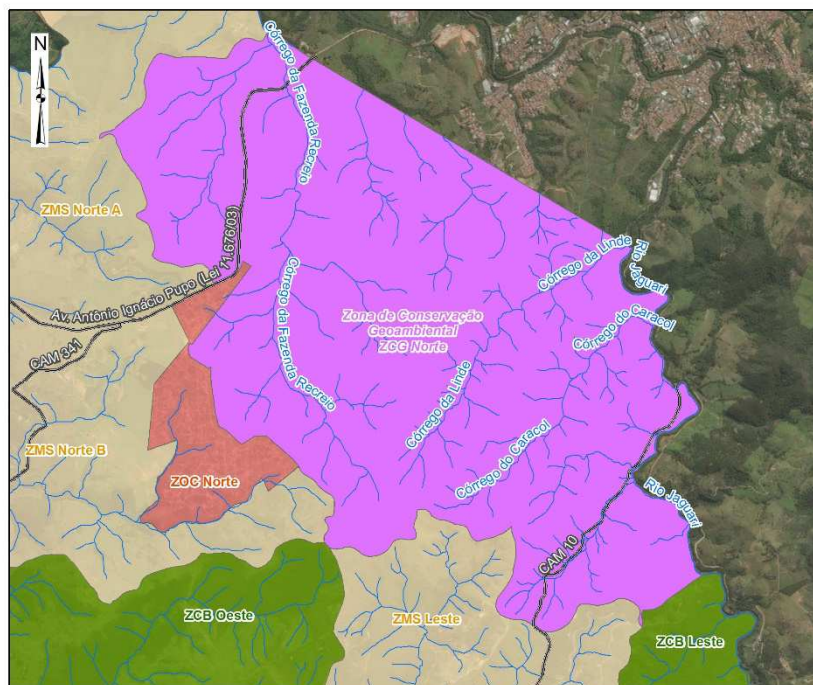 N
Córrego da Fazenda Recreio
ZMS Norte A
Av. Antônio Ignácio Pupo (Lei 11.676/03)
Córrego da Linde
Rio Jaguari
Córrego da Fazenda Recreio
Zona de Conservação
Geoambiental
ZCG Norte
Córrego do Caracol
CAM 341
Córrego da Linde
ZMS Norte B
Córrego do Caracol
ZOC Norte
Rio Jaguari
CAM 10
ZCB Oeste
ZMS Leste
ZCB Leste